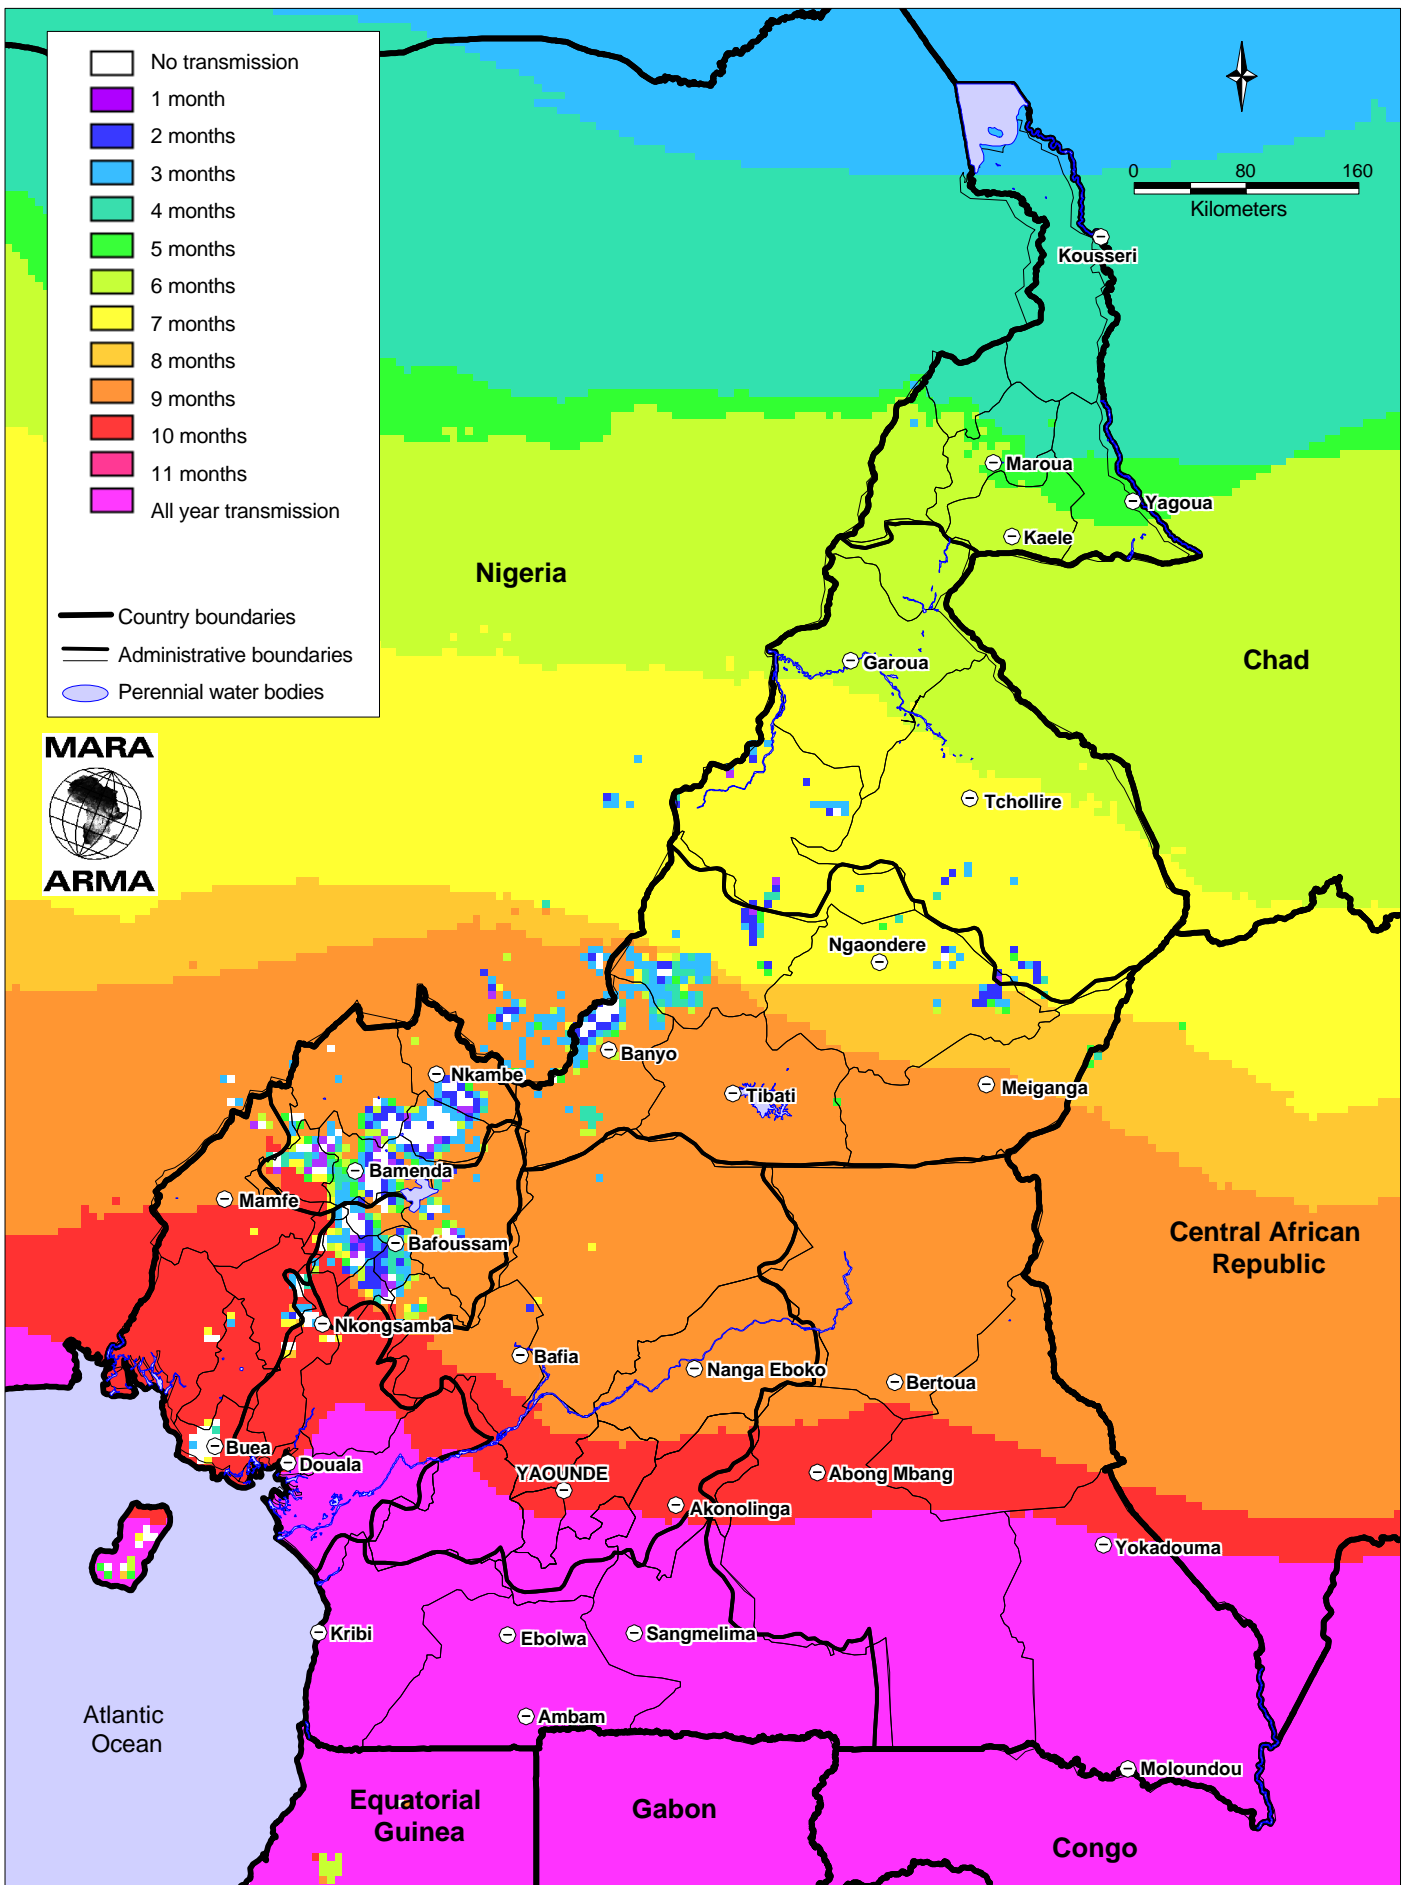 No transmission
1 month
2 months
3 months
4 months
5 months
6 months
7 months
8 months
9 months
10 months
11 months
All year transmission
Country boundaries
Administrative boundaries
Perennial water bodies
MARA
ARMA
0 80 160
Kilometers
Kousseri
Maroua
Yagoua
Kaele
Nigeria
Chad
Garoua
Tchollire
Ngaondere
Banyo
Nkambe
Meiganga
Tibati
Bamenda
Mamfe
Central African
Republic
Bafoussam
Nkongsamba
Bafia
Nanga Eboko
Bertoua
Buea
Douala
YAOUNDE
Abong Mbang
Akonolinga
Yokadouma
Kribi
Ebolwa
Sangmelima
Atlantic
Ocean
Ambam
Moloundou
Equatorial
Guinea
Gabon
Congo